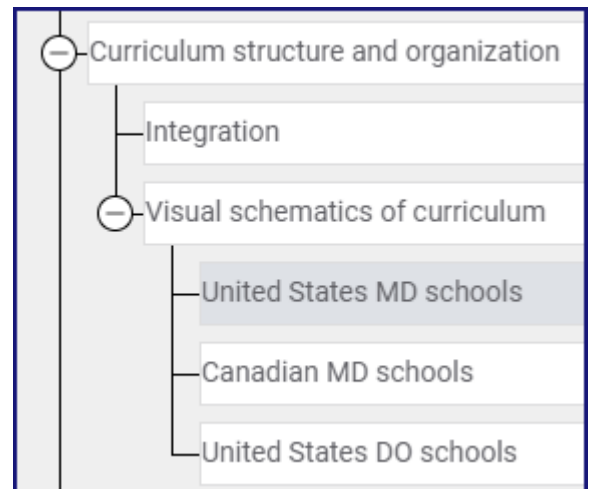 Curriculum structure and organization
Integration
Visual schematics of curriculum
United States MD schools
Canadian MD schools
United States DO schools